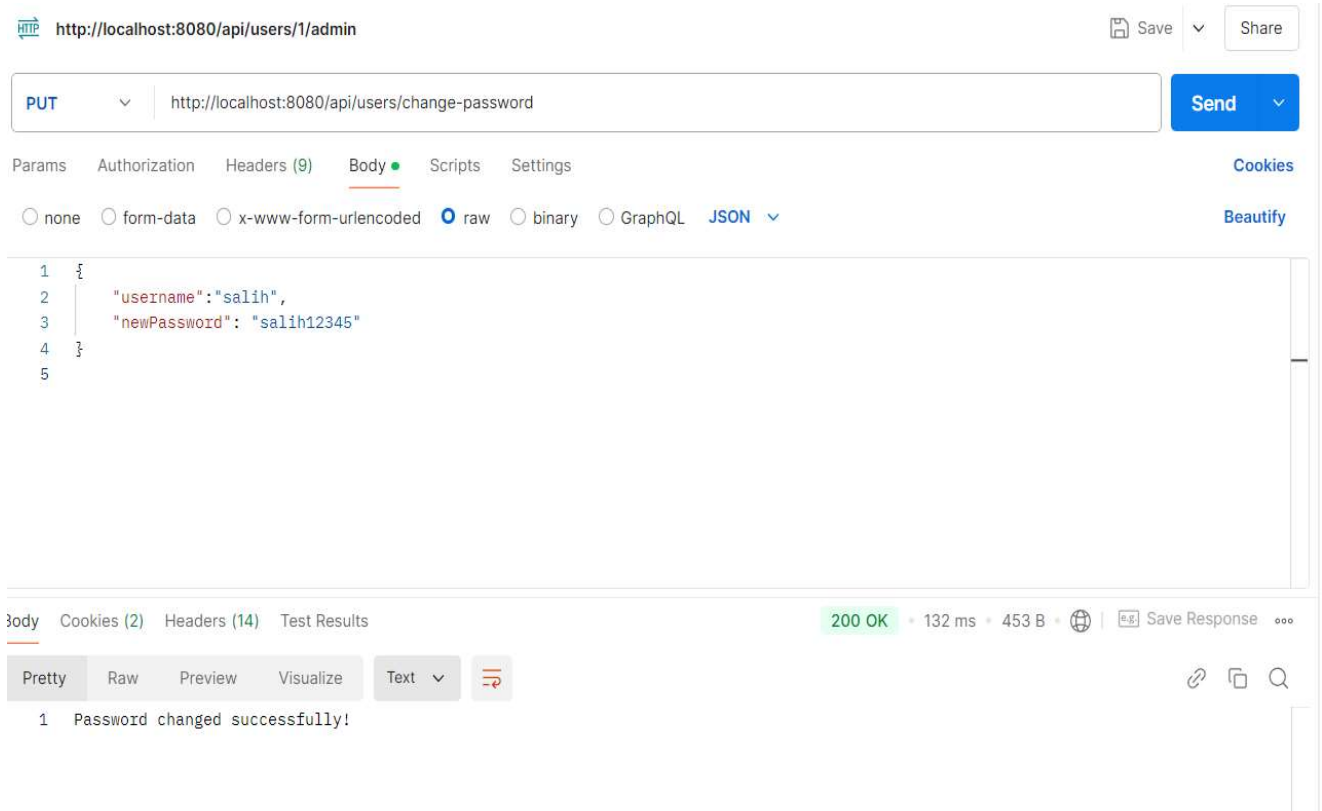 HTTP http://localhost:8080/api/users/1/admin Save Share
PUT http://localhost:8080/api/users/change-password Send
Params Authorization Headers (9) Body Scripts Settings Cookies
none form-data x-www-form-urlencoded raw binary GraphQL JSON Beautify
1 {
2 "username":"salih",
3 "newPassword": "salih12345"
4 }
5
Body Cookies (2) Headers (14) Test Results 200 OK 132 ms 453 B e.g. Save Response
Pretty Raw Preview Visualize Text
1 Password changed successfully!